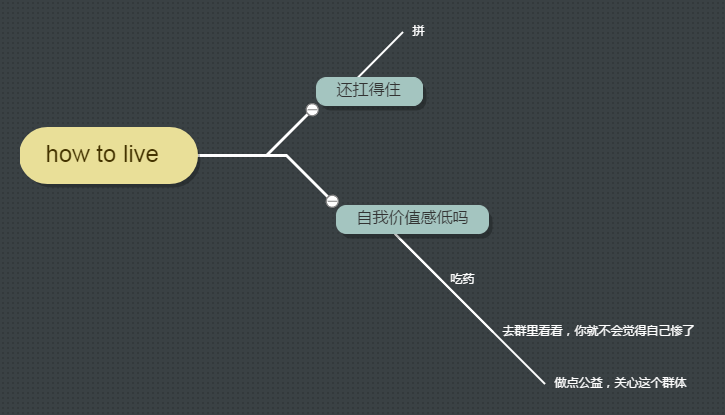 拼
还扛得住
how to live
自我价值感低吗
吃药
去群里看看，你就不会觉得自己惨了
做点公益，关心这个群体